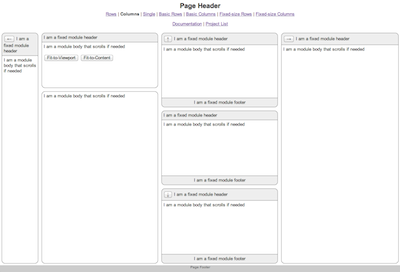 Page Header
Rows | Columns | Single | Basic Rows | Basic Columns | Fixed-size Rows | Fixed-size Columns
Documentation | Project List
I am a
fixed module
header
I am a module
body that scrolls
if needed
I am a fixed module header
I am a module body that scrolls if needed
Fit-to-Viewport Fit-to-Content
I am a module body that scrolls if needed
I am a fixed module header
I am a module body that scrolls if needed
I am a fixed module footer
I am a fixed module header
I am a module body that scrolls if needed
I am a fixed module header
I am a module body that scrolls if needed
I am a fixed module footer
I am a fixed module header
I am a module body that scrolls if needed
Page Footer